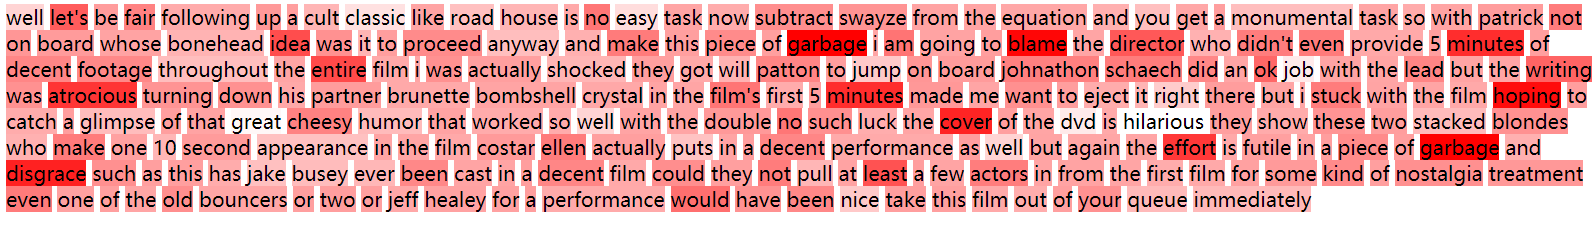 well let's be fair following up a cult classic like road house is no easy task now subtract swayze from the equation and you get a monumental task so with patrick not
on board whose bonehead idea was it to proceed anyway and make this piece of garbage i am going to blame the director who didn't even provide 5 minutes of
decent footage throughout the entire film i was actually shocked they got will patton to jump on board johnathon schaech did an ok job with the lead but the writing
was atrocious turning down his partner brunette bombshell crystal in the film's first 5 minutes made me want to eject it right there but i stuck with the film hoping to
catch a glimpse of that great cheesy humor that worked so well with the double no such luck the cover of the dvd is hilarious they show these two stacked blondes
who make one 10 second appearance in the film costar ellen actually puts in a decent performance as well but again the effort is futile in a piece of garbage and
disgrace such as this has jake busey ever been cast in a decent film could they not pull at least a few actors in from the first film for some kind of nostalgia treatment
even one of the old bouncers or two or jeff healey for a performance would have been nice take this film out of your queue immediately